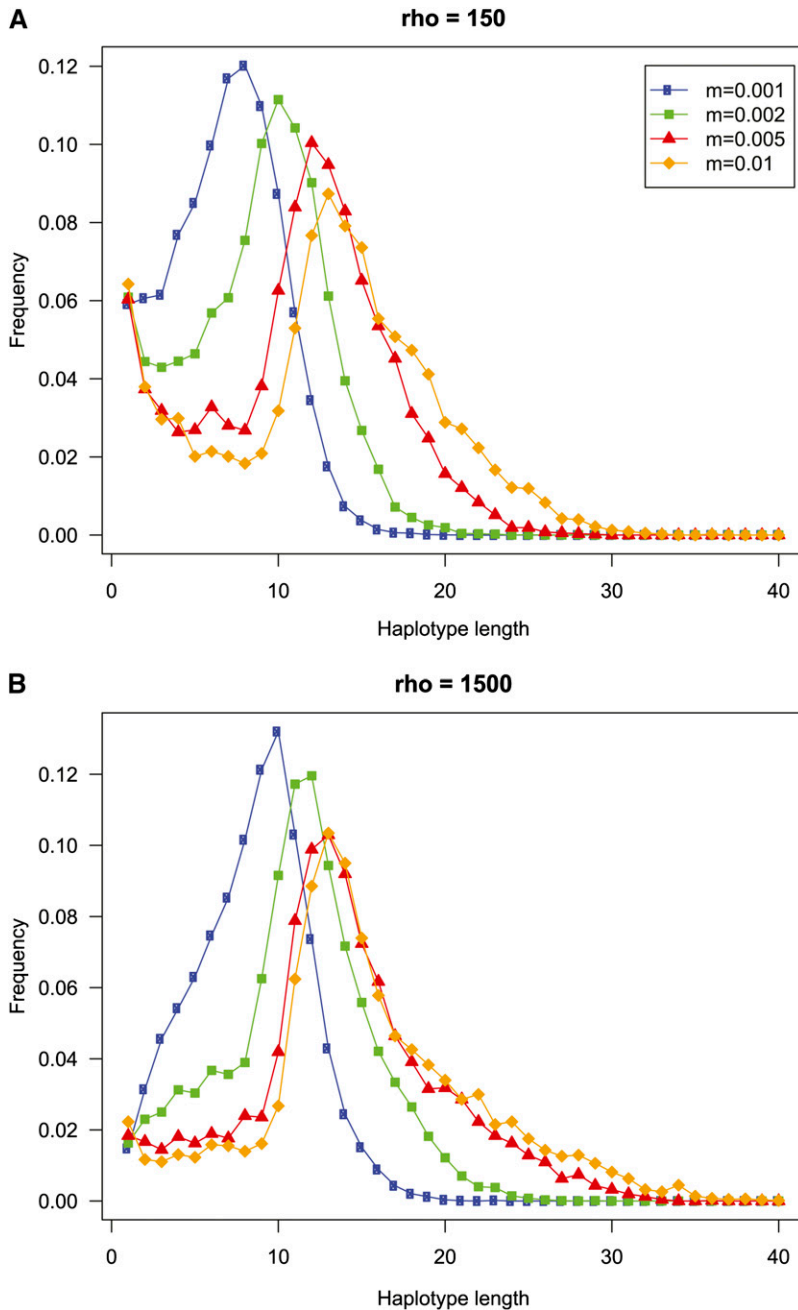 A
rho = 150
0.12
0.10
0.08
0.06
0.04
0.02
0.00
Frequency
m=0.001
m=0.002
m=0.005
m=0.01
0 10 20 30 40
Haplotype length
B
rho = 1500
0.12
0.10
0.08
0.06
0.04
0.02
0.00
Frequency
0 10 20 30 40
Haplotype length